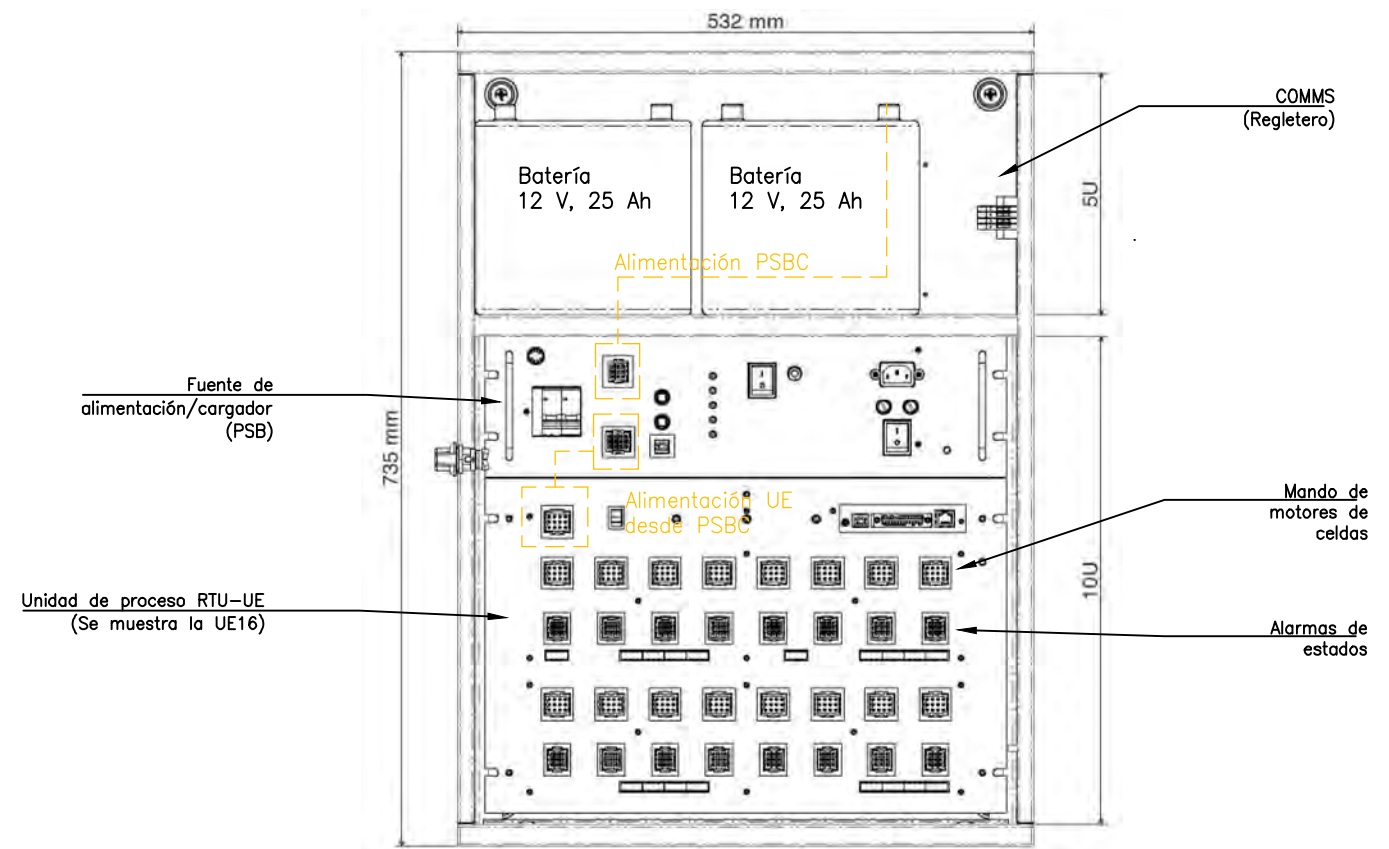 532 mm
COMMS
(Regletero)
Batería
12 V, 25 Ah
Batería
12 V, 25 Ah
5U
Alimentación PSBC
Fuente de
alimentación/cargador
(PSB)
735 mm
Alimentación UE
desde PSBC
Mando de
motores de
celdas
10U
Unidad de proceso RTU-UE
(Se muestra la UE16)
Alarmas de
estados